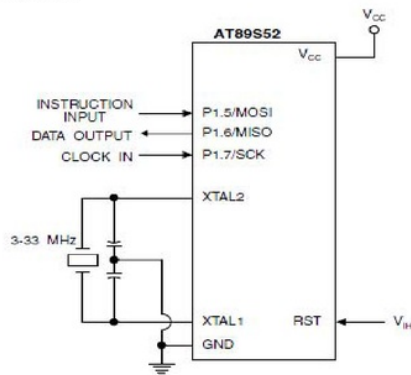 AT89S52
VCC
VCC
INSTRUCTION
INPUT
P1.5/MOSI
DATA OUTPUT
P1.6/MISO
CLOCK IN
P1.7/SCK
XTAL2
3-33 MHz
XTAL1
RST
VIH
GND